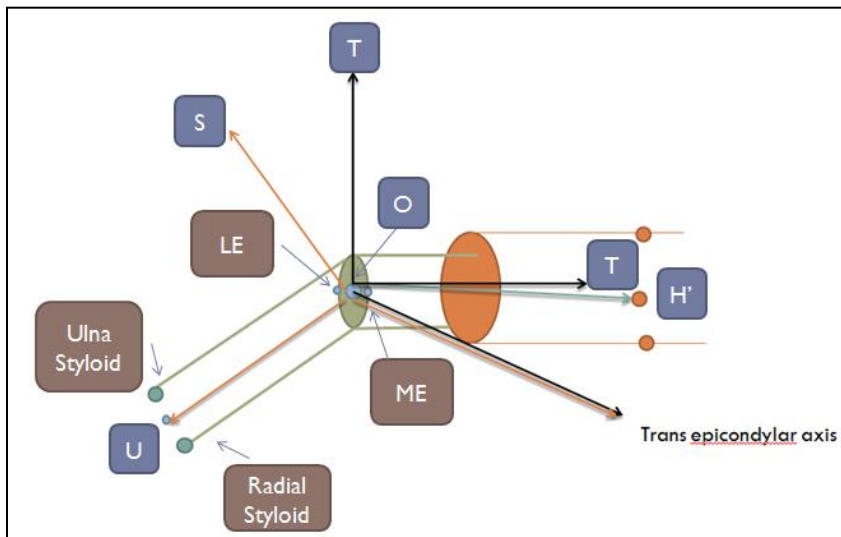 T
S
O
LE
T
H'
Ulna
Styloid
ME
U
Trans epicondylar axis
Radial
Styloid